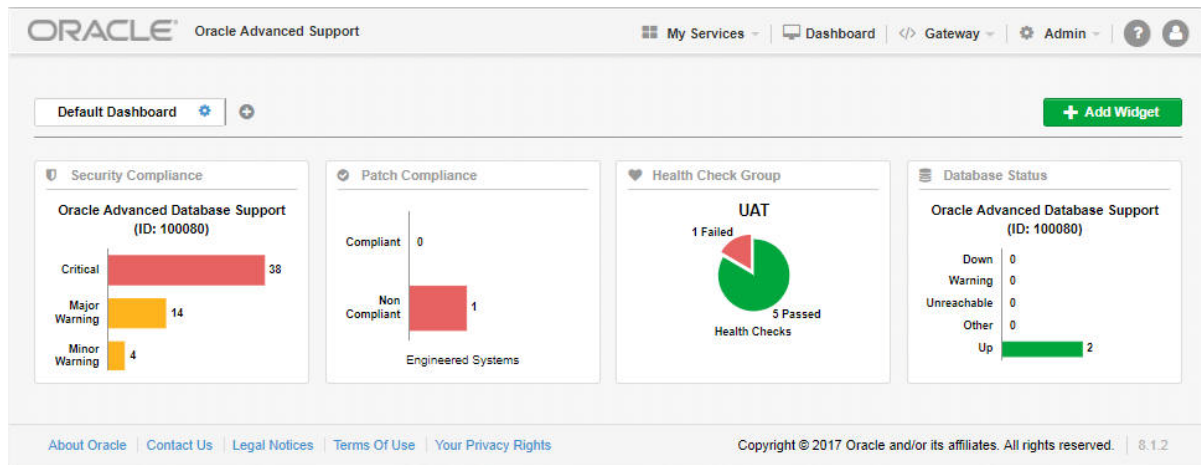 ORACLE® Oracle Advanced Support My Services Dashboard </> Gateway Admin ?
Default Dashboard Add Widget
Security Compliance
Oracle Advanced Database Support
(ID: 100080)
Critical 38
Major
Warning 14
Minor
Warning 4
Patch Compliance
Compliant 0
Non
Compliant 1
Engineered Systems
Health Check Group
UAT
1 Failed
5 Passed
Health Checks
Database Status
Oracle Advanced Database Support
(ID: 100080)
Down 0
Warning 0
Unreachable 0
Other 0
Up 2
About Oracle Contact Us Legal Notices Terms Of Use Your Privacy Rights Copyright © 2017 Oracle and/or its affiliates. All rights reserved. 8.1.2